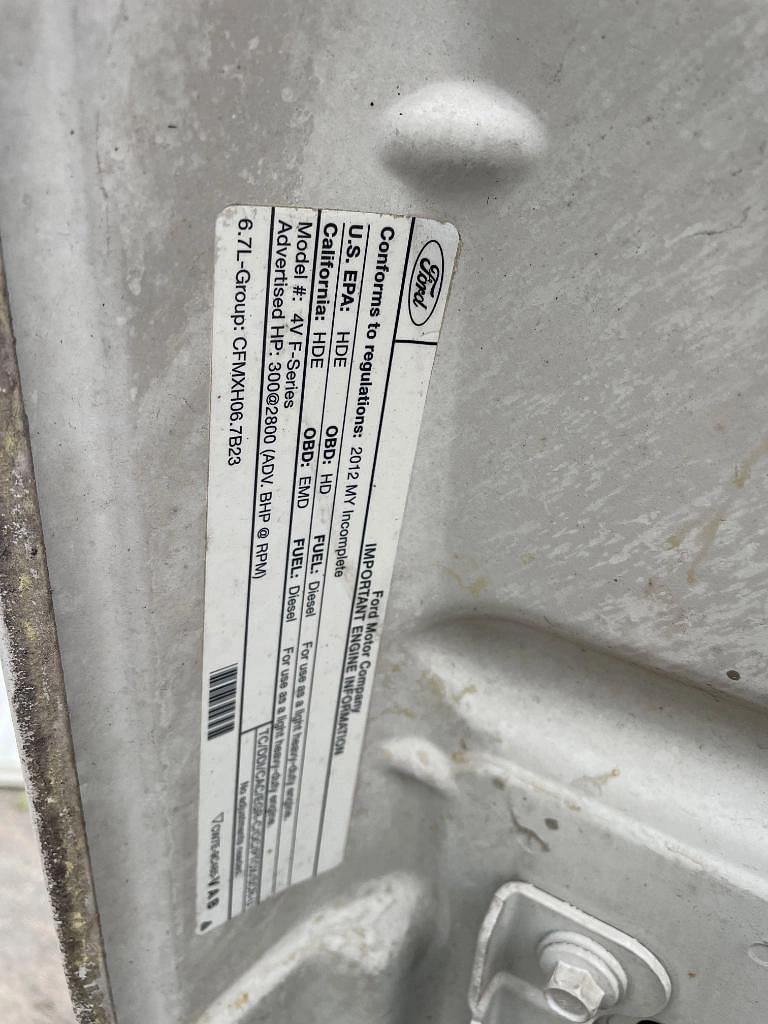 Ford
Ford Motor Company
IMPORTANT ENGINE INFORMATION
Conforms to regulations: 2012 MY Incomplete
U.S. EPA: HDE OBD: HD FUEL: Diesel For use as a light heavy-duty engine.
California: HDE OBD: EMD FUEL: Diesel For use as a light heavy-duty engine.
Model #: 4V F-Series
Advertised HP: 300@2800 (ADV. BHP @ RPM)
No adjustments needed.
6.7L-Group: CFMXH06.7B23
VAB